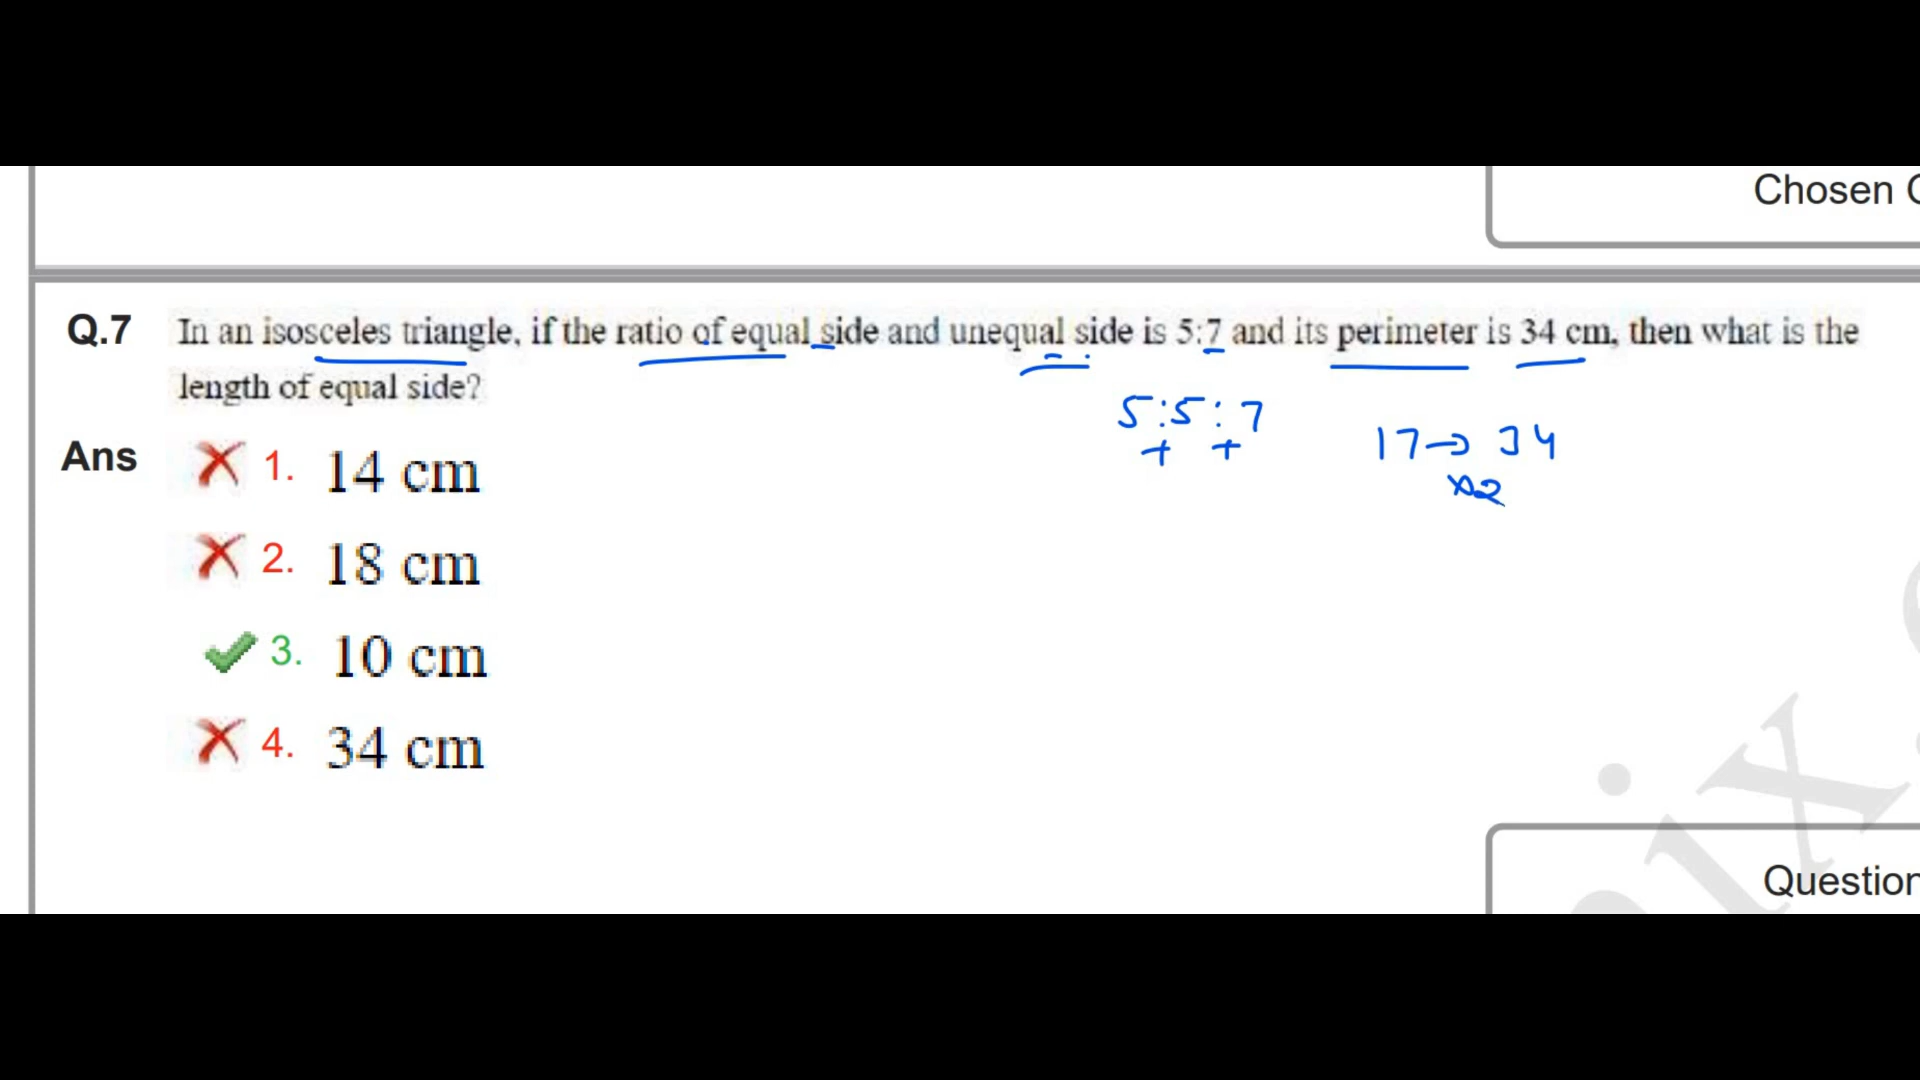 Chosen
Q.7 In an isosceles triangle, if the ratio of equal side and unequal side is 5:7 and its perimeter is 34 cm, then what is the
length of equal side?
5:5:7
+ +
17→34
×2
Ans 1. 14 cm
2. 18 cm
3. 10 cm
4. 34 cm
Question